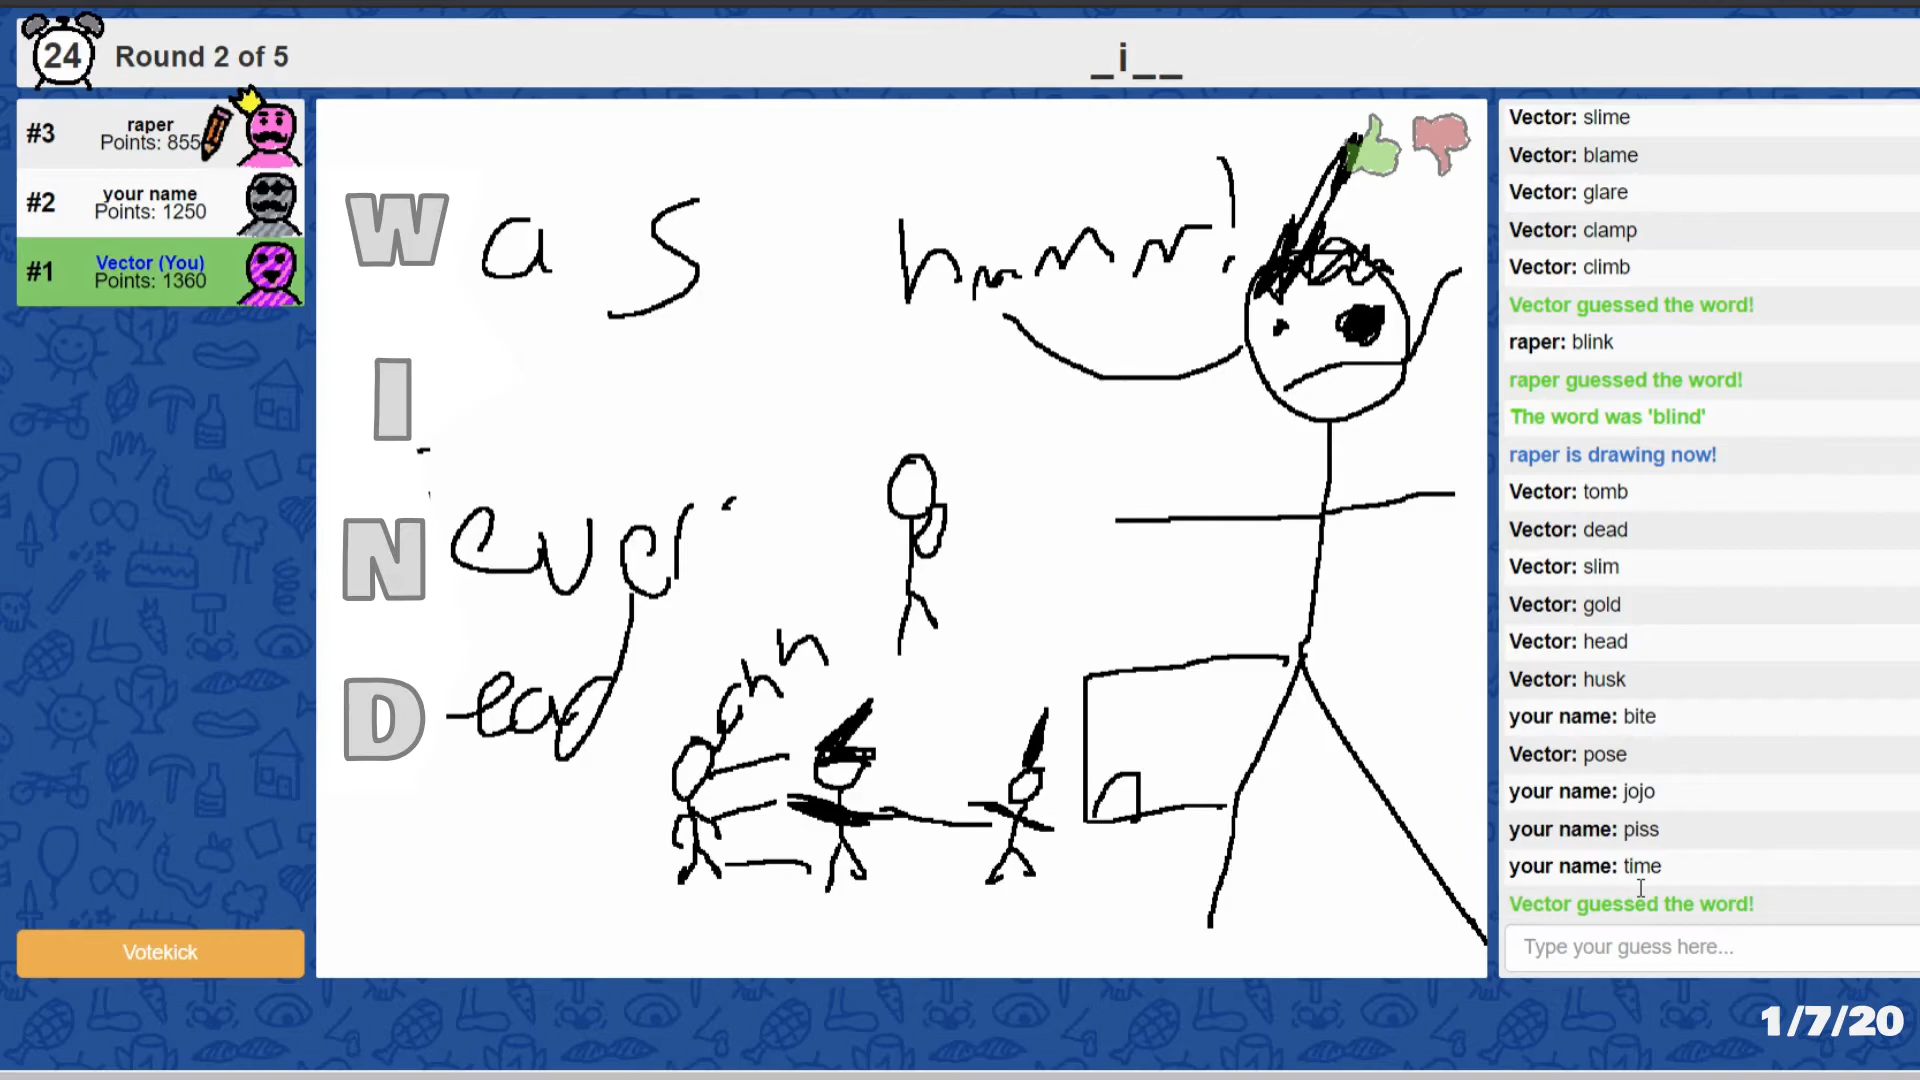 24 Round 2 of 5 _i__
#3 raper
Points: 855
#2 your name
Points: 1250
#1 Vector (You)
Points: 1360
Votekick
W as
I
N ever
D ead
Vector: slime
Vector: blame
Vector: glare
Vector: clamp
Vector: climb
Vector guessed the word!
raper: blink
raper guessed the word!
The word was 'blind'
raper is drawing now!
Vector: tomb
Vector: dead
Vector: slim
Vector: gold
Vector: head
Vector: husk
your name: bite
Vector: pose
your name: jojo
your name: piss
your name: time
Vector guessed the word!
Type your guess here...
1/7/20